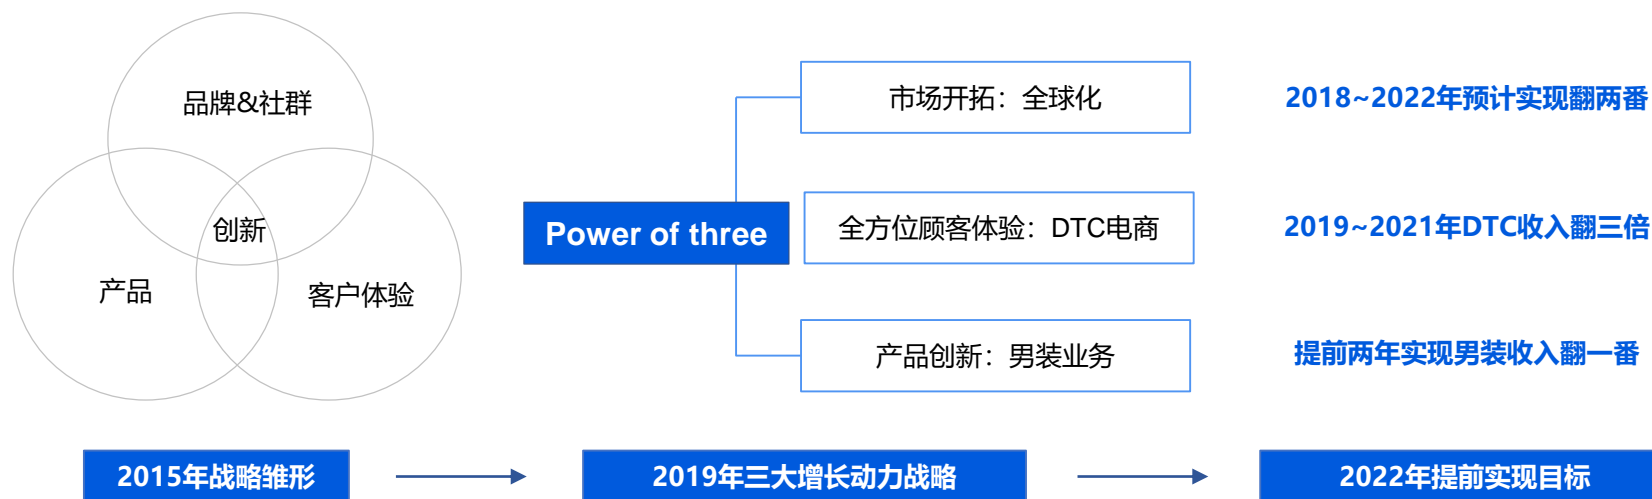 品牌&社群
创新
产品
客户体验
Power of three
市场开拓：全球化
全方位顾客体验：DTC电商
产品创新：男装业务
2018~2022年预计实现翻两番
2019~2021年DTC收入翻三倍
提前两年实现男装收入翻一番
2015年战略雏形
2019年三大增长动力战略
2022年提前实现目标